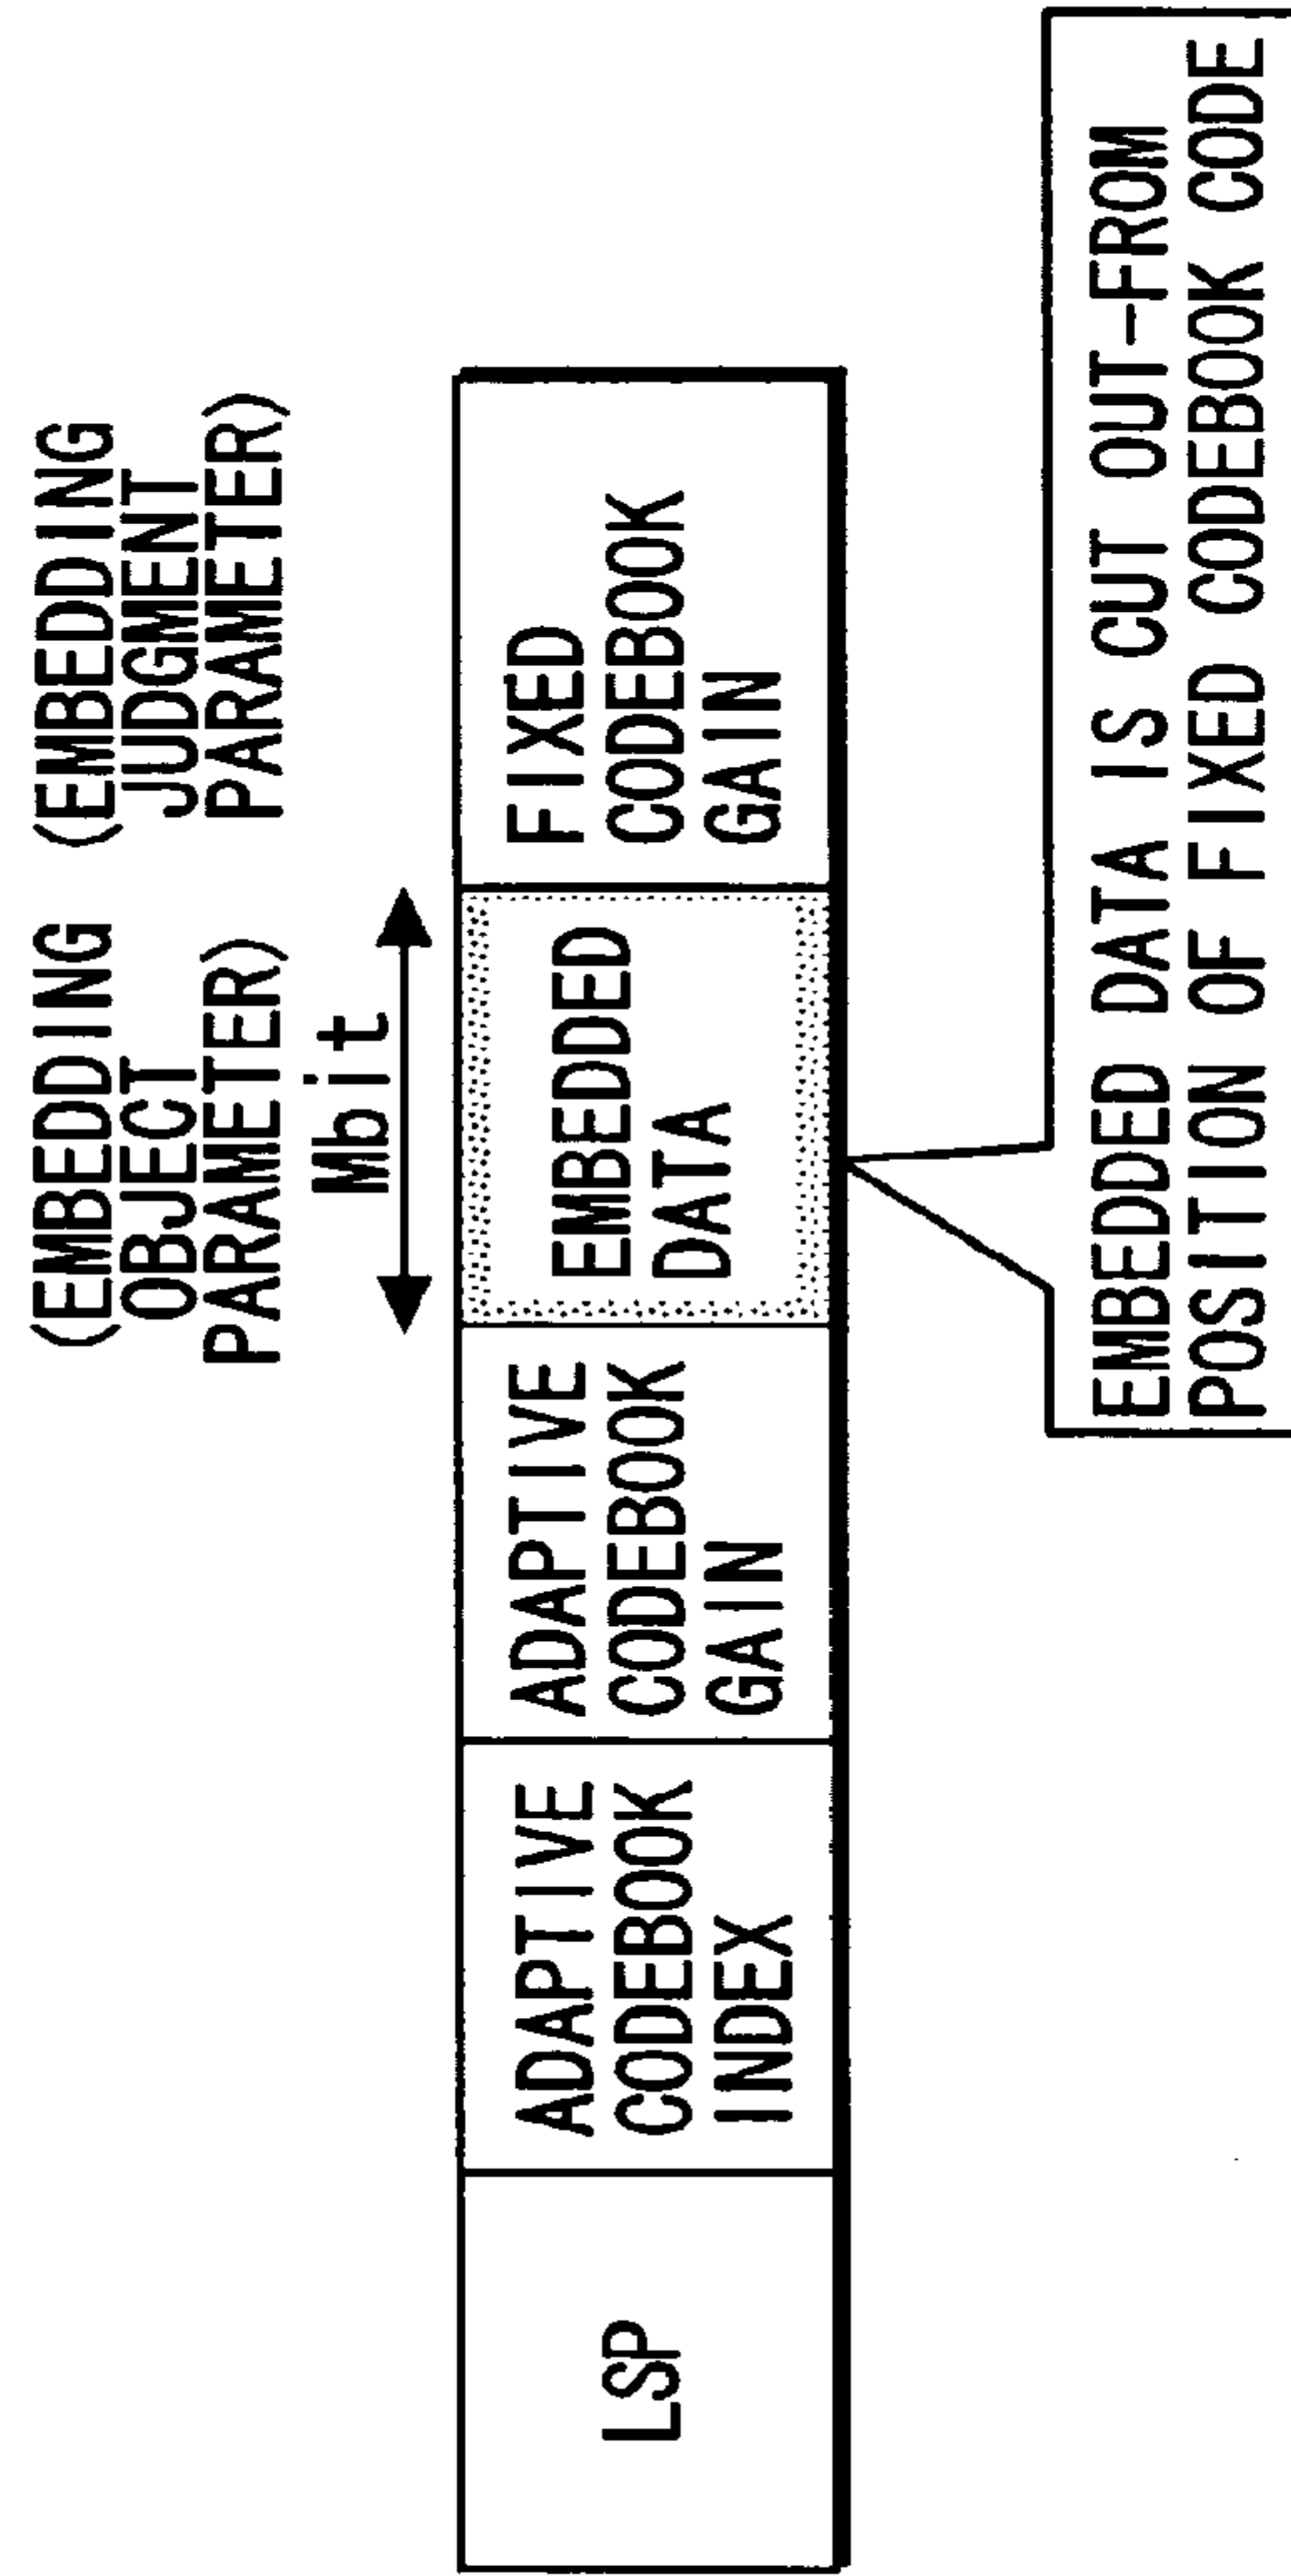 (EMBEDDING
OBJECT
PARAMETER)
(EMBEDDING
JUDGMENT
PARAMETER)
Mbit
LSP
ADAPTIVE
CODEBOOK
INDEX
ADAPTIVE
CODEBOOK
GAIN
EMBEDDED
DATA
FIXED
CODEBOOK
GAIN
EMBEDDED DATA IS CUT OUT-FROM
POSITION OF FIXED CODEBOOK CODE